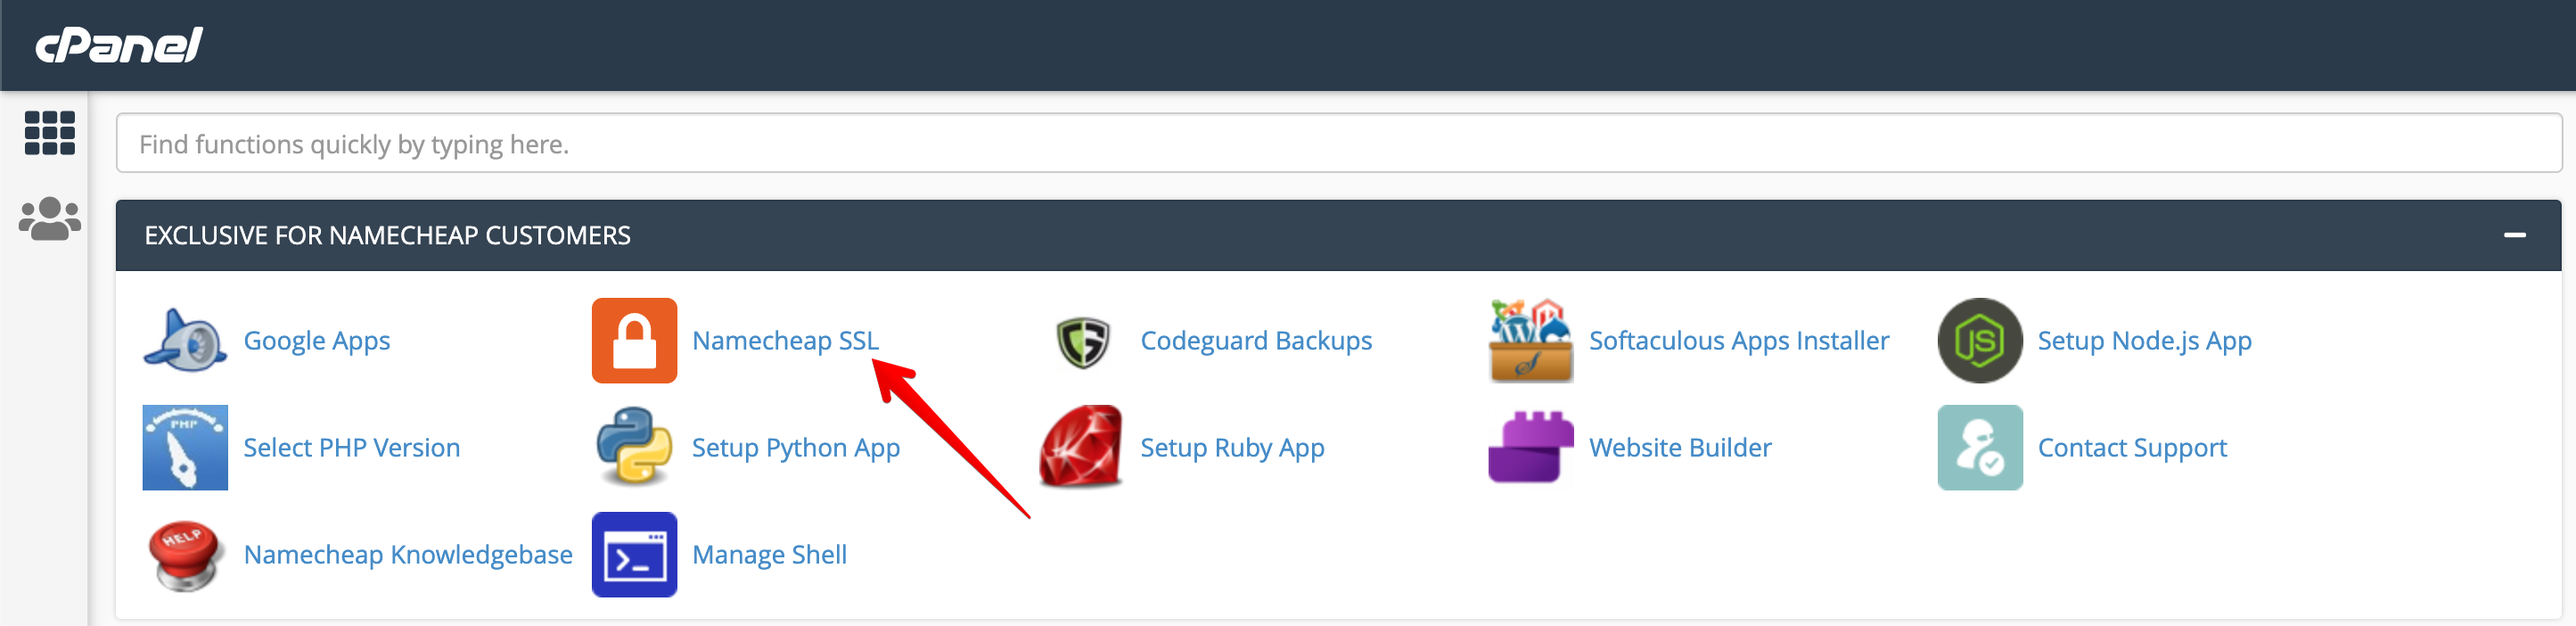 cPanel
Find functions quickly by typing here.
EXCLUSIVE FOR NAMECHEAP CUSTOMERS
Google Apps
Namecheap SSL
Codeguard Backups
Softaculous Apps Installer
JS
Setup Node.js App
PHP
Select PHP Version
Setup Python App
Setup Ruby App
Website Builder
Contact Support
HELP
Namecheap Knowledgebase
Manage Shell